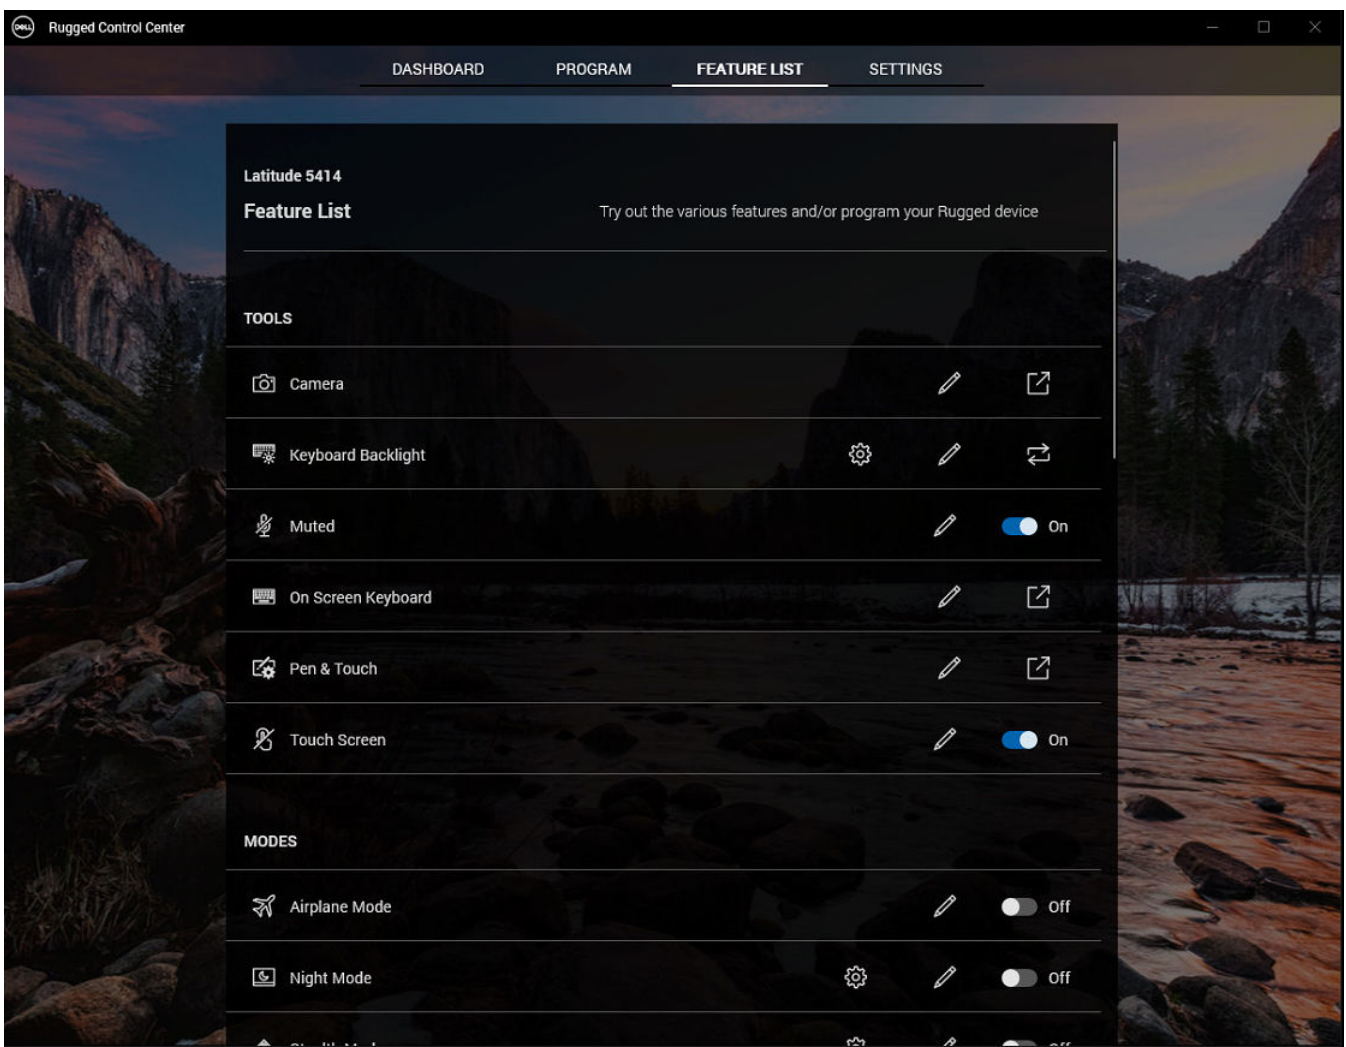 DELL
Rugged Control Center
DASHBOARD PROGRAM FEATURE LIST SETTINGS
Latitude 5414
Feature List Try out the various features and/or program your Rugged device
TOOLS
Camera
Keyboard Backlight
Muted On
On Screen Keyboard
Pen & Touch
Touch Screen On
MODES
Airplane Mode Off
Night Mode Off